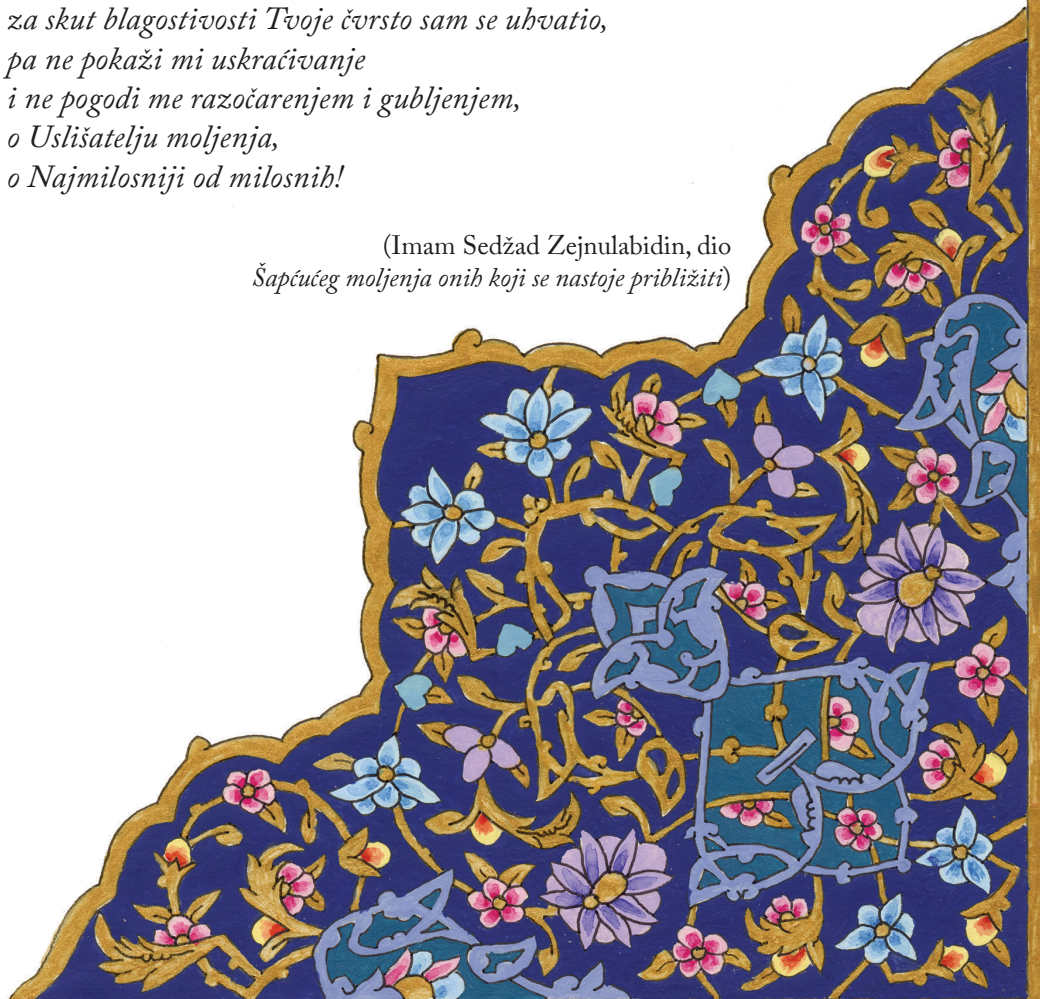 za skut blagostivosti Tvoje čvrsto sam se uhvatio,
pa ne pokaži mi uskraćivanje
i ne pogodi me razočarenjem i gubljenjem,
o Uslišatelju moljenja,
o Najmilosniji od milosnih!
(Imam Sedžad Zejnulabidin, dio
Šapćućeg moljenja onih koji se nastoje približiti)